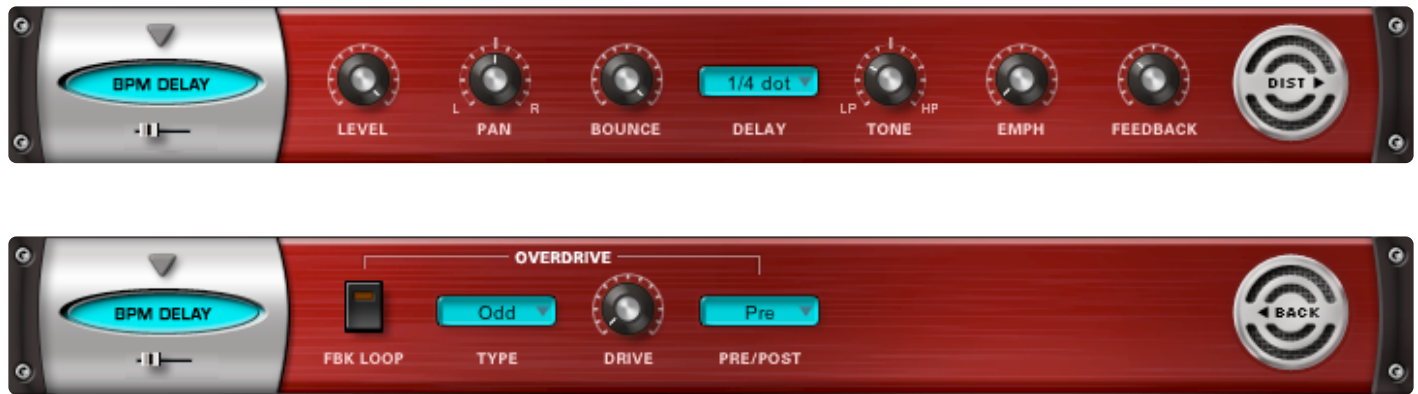 BPM DELAY
1/4 dot
DIST
L R
LP HP
LEVEL PAN BOUNCE DELAY TONE EMPH FEEDBACK
OVERDRIVE
BPM DELAY
Odd
Pre
BACK
FBK LOOP TYPE DRIVE PRE/POST